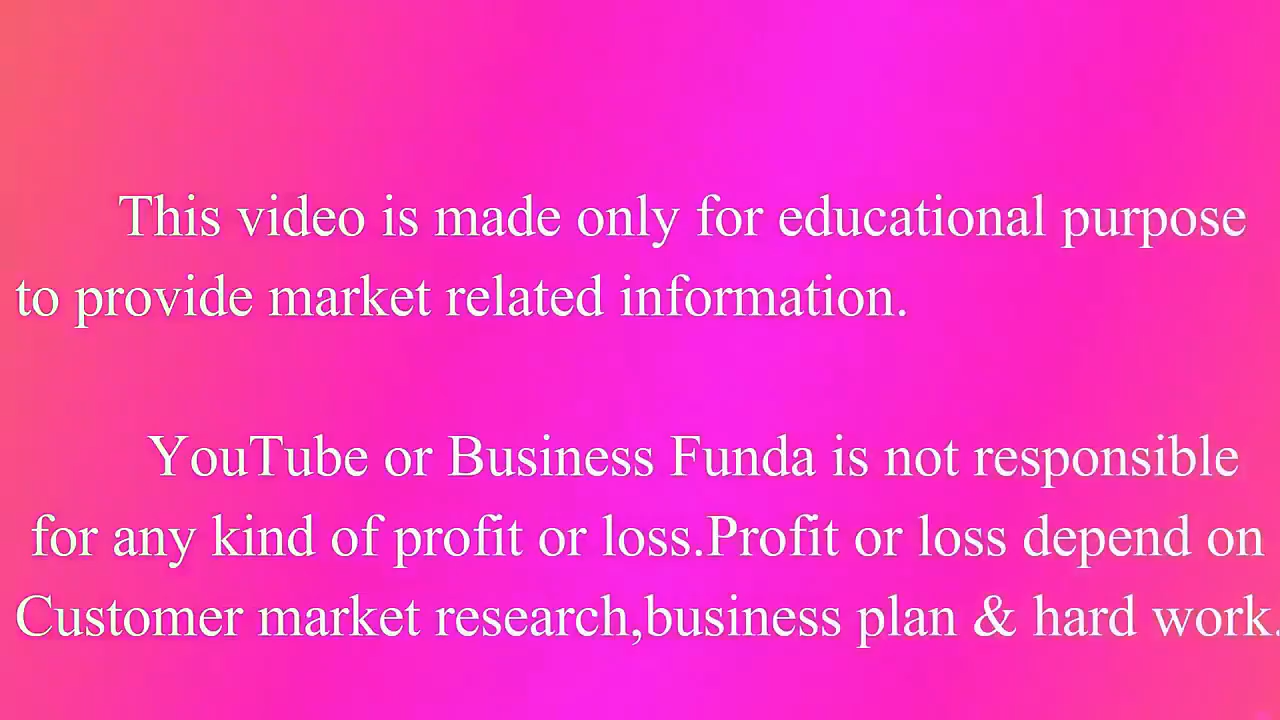 This video is made only for educational purpose
to provide market related information.
YouTube or Business Funda is not responsible
for any kind of profit or loss.Profit or loss depend on
Customer market research,business plan & hard work.